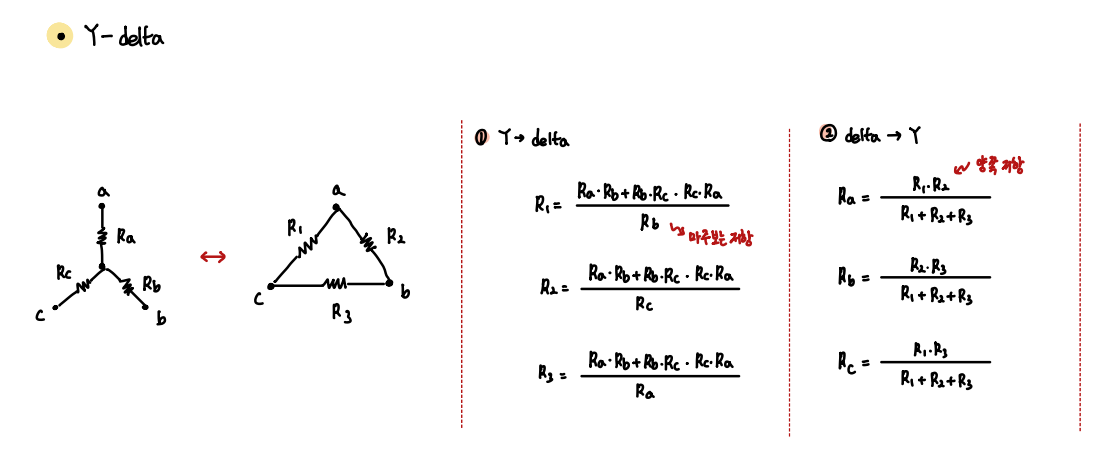 • Y-delta
a
Ra
Rc
Rb
c
b
↔
a
R1
R2
c
b
R3
① Y→ delta
R1 = (Ra·Rb+Rb·Rc · Rc·Ra) / Rb
↳ 마주보는 저항
R2 = (Ra·Rb+Rb·Rc · Rc·Ra) / Rc
R3 = (Ra·Rb+Rb·Rc · Rc·Ra) / Ra
② delta → Y
양쪽 저항
Ra = (R1·R2) / (R1+R2+R3)
Rb = (R2·R3) / (R1+R2+R3)
Rc = (R1·R3) / (R1+R2+R3)